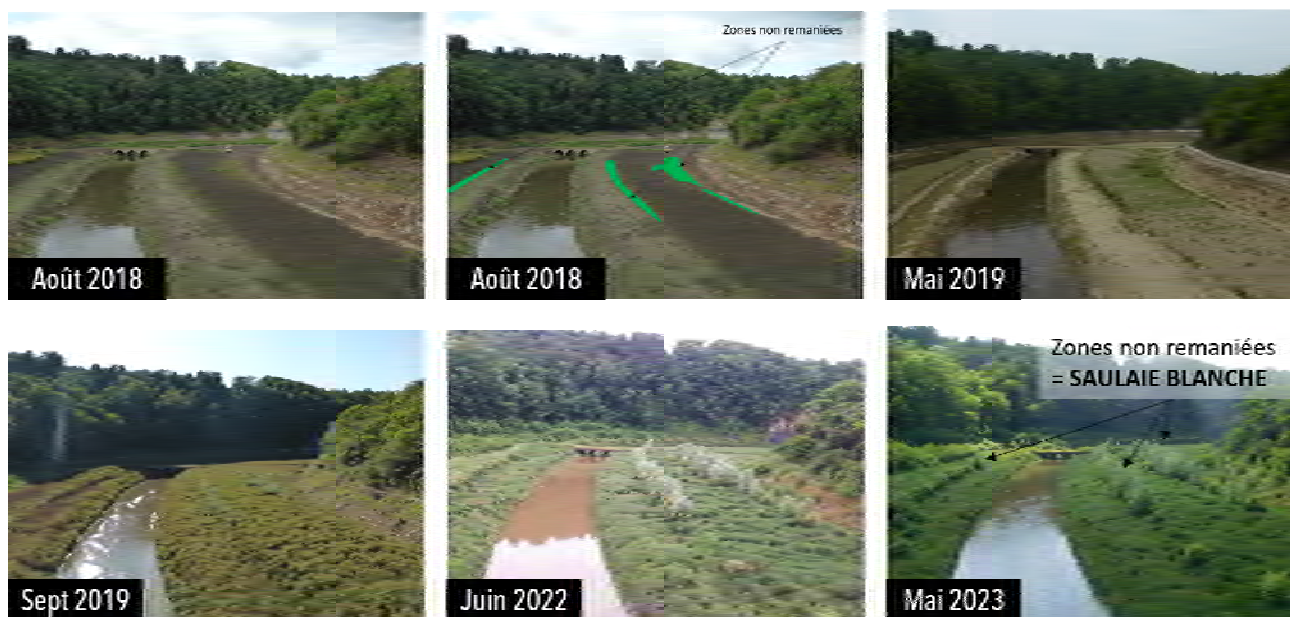 Zones non remaniées
Août 2018
Août 2018
Mai 2019
Zones non remaniées
= SAULAIE BLANCHE
Sept 2019
Juin 2022
Mai 2023